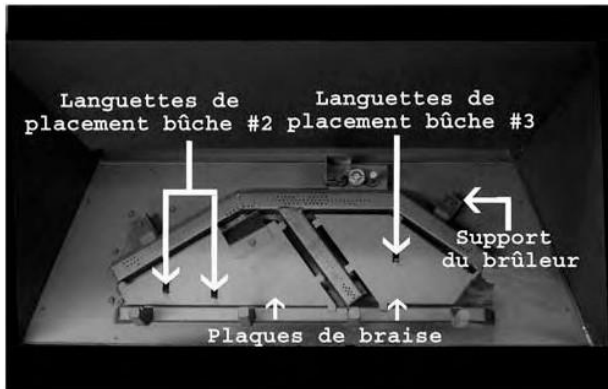 Languettes de
placement bûche #2
Languettes de
placement bûche #3
Support
du brûleur
Plaques de braise